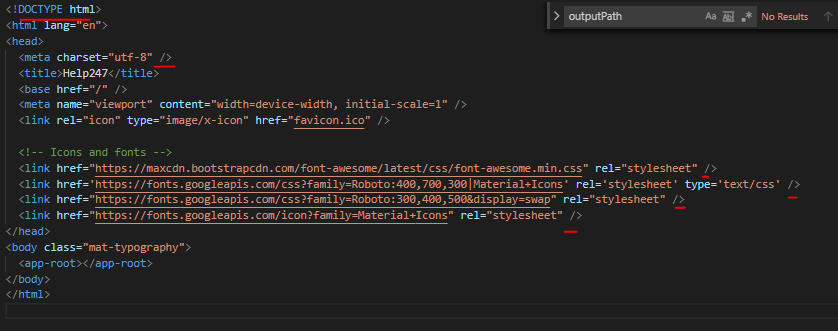 <!DOCTYPE html>
outputPath
Aa ab .*
No Results
<html lang="en">
<head>
<meta charset="utf-8" />
<title>Help247</title>
<base href="/" />
<meta name="viewport" content="width=device-width, initial-scale=1" />
<link rel="icon" type="image/x-icon" href="favicon.ico" />
<!-- Icons and fonts -->
<link href="https://maxcdn.bootstrapcdn.com/font-awesome/latest/css/font-awesome.min.css" rel="stylesheet" />
<link href='https://fonts.googleapis.com/css?family=Roboto:400,700,300|Material+Icons' rel='stylesheet' type='text/css' />
<link href="https://fonts.googleapis.com/css?family=Roboto:300,400,500&display=swap" rel="stylesheet" />
<link href="https://fonts.googleapis.com/icon?family=Material+Icons" rel="stylesheet" />
</head>
<body class="mat-typography">
<app-root></app-root>
</body>
</html>